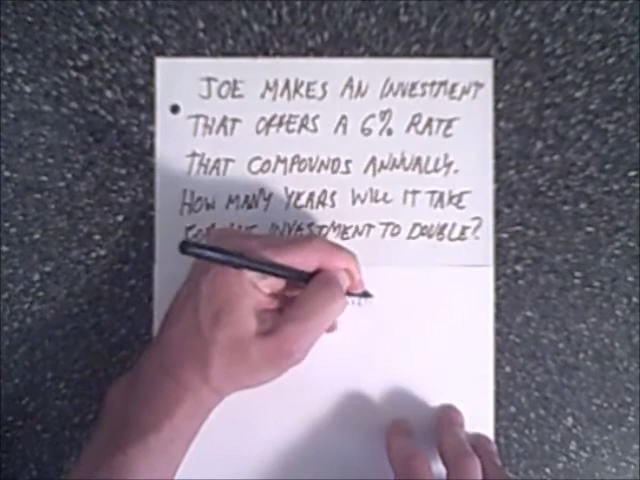 JOE MAKES AN INVESTMENT
THAT OFFERS A 6% RATE
THAT COMPOUNDS ANNUALLY.
HOW MANY YEARS WILL IT TAKE
INVESTMENT TO DOUBLE?